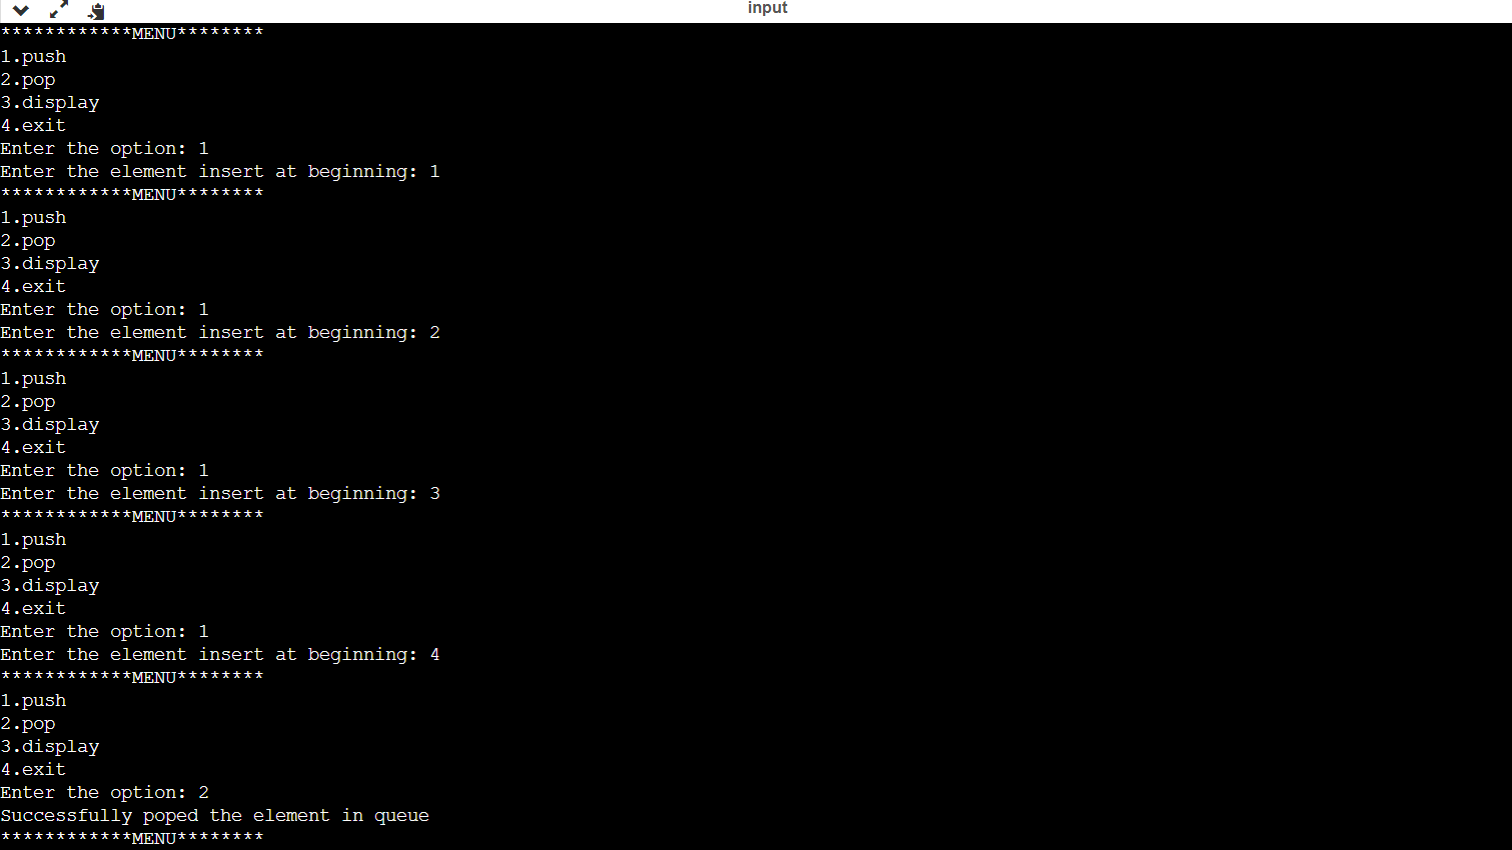 input
************MENU********
1.push
2.pop
3.display
4.exit
Enter the option: 1
Enter the element insert at beginning: 1
************MENU********
1.push
2.pop
3.display
4.exit
Enter the option: 1
Enter the element insert at beginning: 2
************MENU********
1.push
2.pop
3.display
4.exit
Enter the option: 1
Enter the element insert at beginning: 3
************MENU********
1.push
2.pop
3.display
4.exit
Enter the option: 1
Enter the element insert at beginning: 4
************MENU********
1.push
2.pop
3.display
4.exit
Enter the option: 2
Successfully poped the element in queue
************MENU********